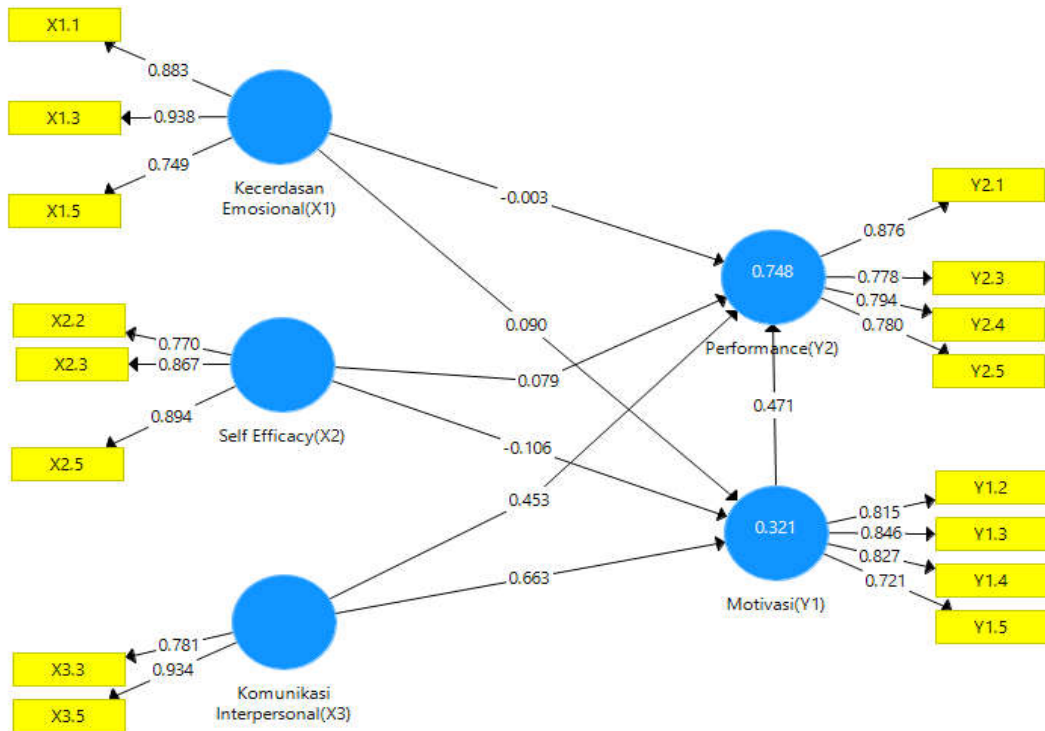 X1.1
0.883
X1.3
0.938
0.749
X1.5
Kecerdasan
Emosional(X1)
-0.003
0.090
X2.2
0.770
X2.3
0.867
0.894
X2.5
Self Efficacy(X2)
0.079
-0.106
0.453
0.663
X3.3
0.781
0.934
X3.5
Komunikasi
Interpersonal(X3)
0.748
Performance(Y2)
Y2.1
0.876
0.778
Y2.3
0.794
Y2.4
0.780
Y2.5
0.471
0.321
Motivasi(Y1)
0.815
Y1.2
0.846
Y1.3
0.827
Y1.4
0.721
Y1.5